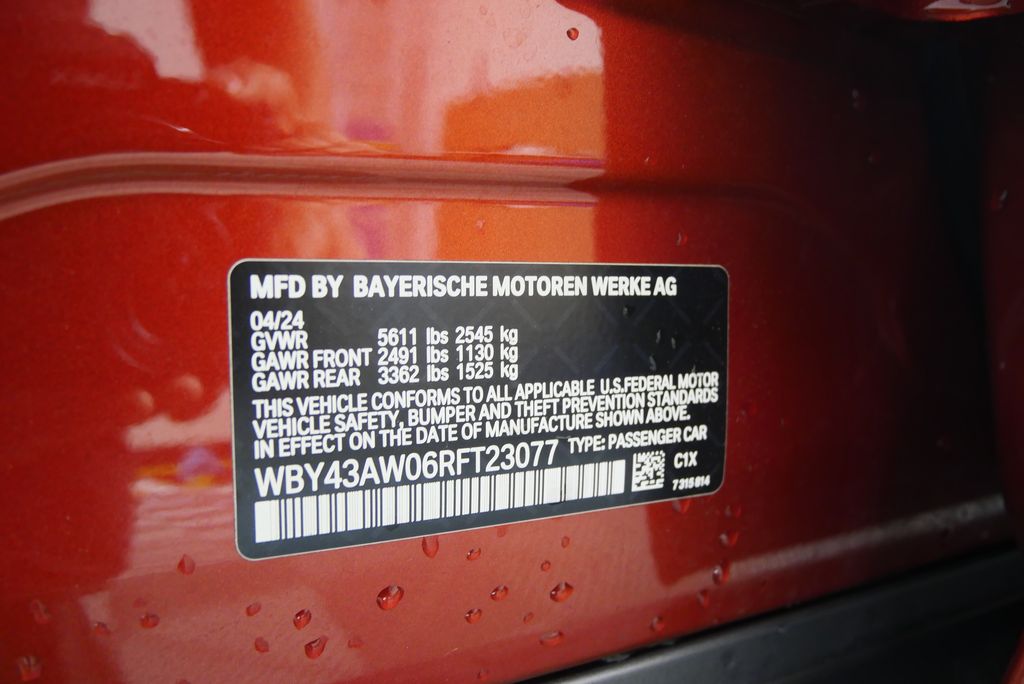 MFD BY BAYERISCHE MOTOREN WERKE AG
04/24
GVWR 5611 lbs 2545 kg
GAWR FRONT 2491 lbs 1130 kg
GAWR REAR 3362 lbs 1525 kg
THIS VEHICLE CONFORMS TO ALL APPLICABLE U.S.FEDERAL MOTOR
VEHICLE SAFETY, BUMPER AND THEFT PREVENTION STANDARDS
IN EFFECT ON THE DATE OF MANUFACTURE SHOWN ABOVE.
WBY43AW06RFT23077 TYPE: PASSENGER CAR
C1X
7315814